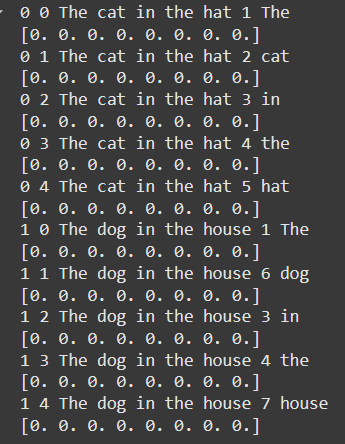 0 0 The cat in the hat 1 The
[0. 0. 0. 0. 0. 0. 0. 0.]
0 1 The cat in the hat 2 cat
[0. 0. 0. 0. 0. 0. 0. 0.]
0 2 The cat in the hat 3 in
[0. 0. 0. 0. 0. 0. 0. 0.]
0 3 The cat in the hat 4 the
[0. 0. 0. 0. 0. 0. 0. 0.]
0 4 The cat in the hat 5 hat
[0. 0. 0. 0. 0. 0. 0. 0.]
1 0 The dog in the house 1 The
[0. 0. 0. 0. 0. 0. 0. 0.]
1 1 The dog in the house 6 dog
[0. 0. 0. 0. 0. 0. 0. 0.]
1 2 The dog in the house 3 in
[0. 0. 0. 0. 0. 0. 0. 0.]
1 3 The dog in the house 4 the
[0. 0. 0. 0. 0. 0. 0. 0.]
1 4 The dog in the house 7 house
[0. 0. 0. 0. 0. 0. 0. 0.]